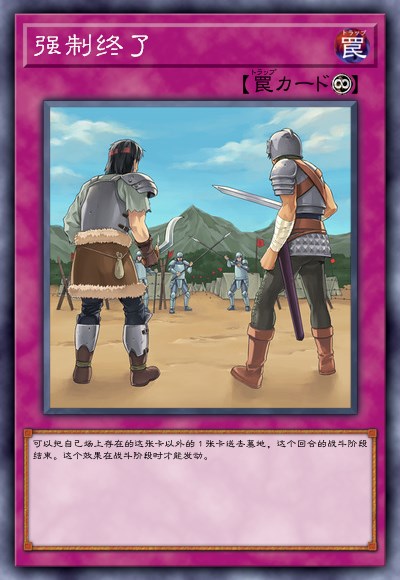 强制终了
トラップ
罠
トラップ
【罠カード♾】
可以把自己场上存在的这张卡以外的1张卡送去墓地，这个回合的战斗阶段
结束。这个效果在战斗阶段时才能发动。